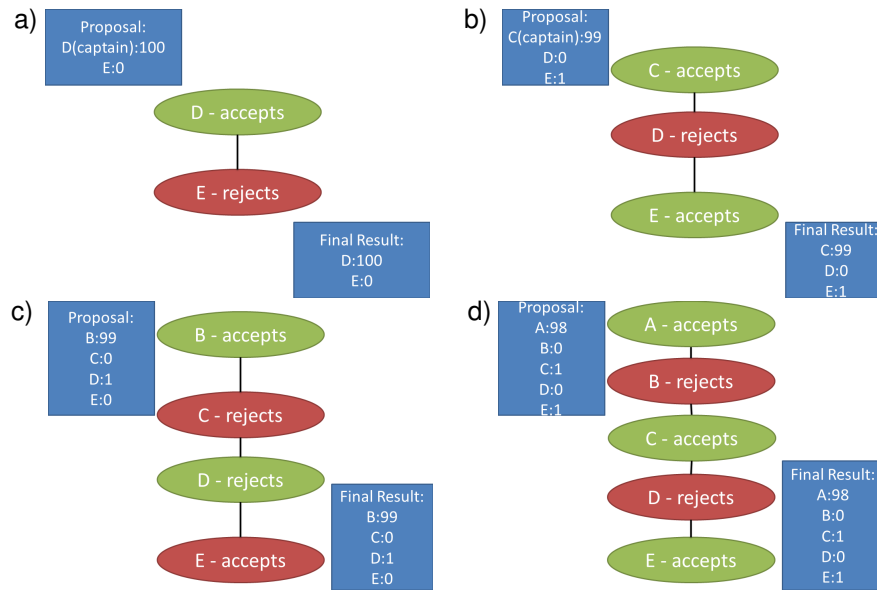 a)
Proposal:
D(captain):100
E:0
D - accepts
E - rejects
Final Result:
D:100
E:0
b)
Proposal:
C(captain):99
D:0
E:1
C - accepts
D - rejects
E - accepts
Final Result:
C:99
D:0
E:1
c)
Proposal:
B:99
C:0
D:1
E:0
B - accepts
C - rejects
D - rejects
E - accepts
Final Result:
B:99
C:0
D:1
E:0
d)
Proposal:
A:98
B:0
C:1
D:0
E:1
A - accepts
B - rejects
C - accepts
D - rejects
E - accepts
Final Result:
A:98
B:0
C:1
D:0
E:1